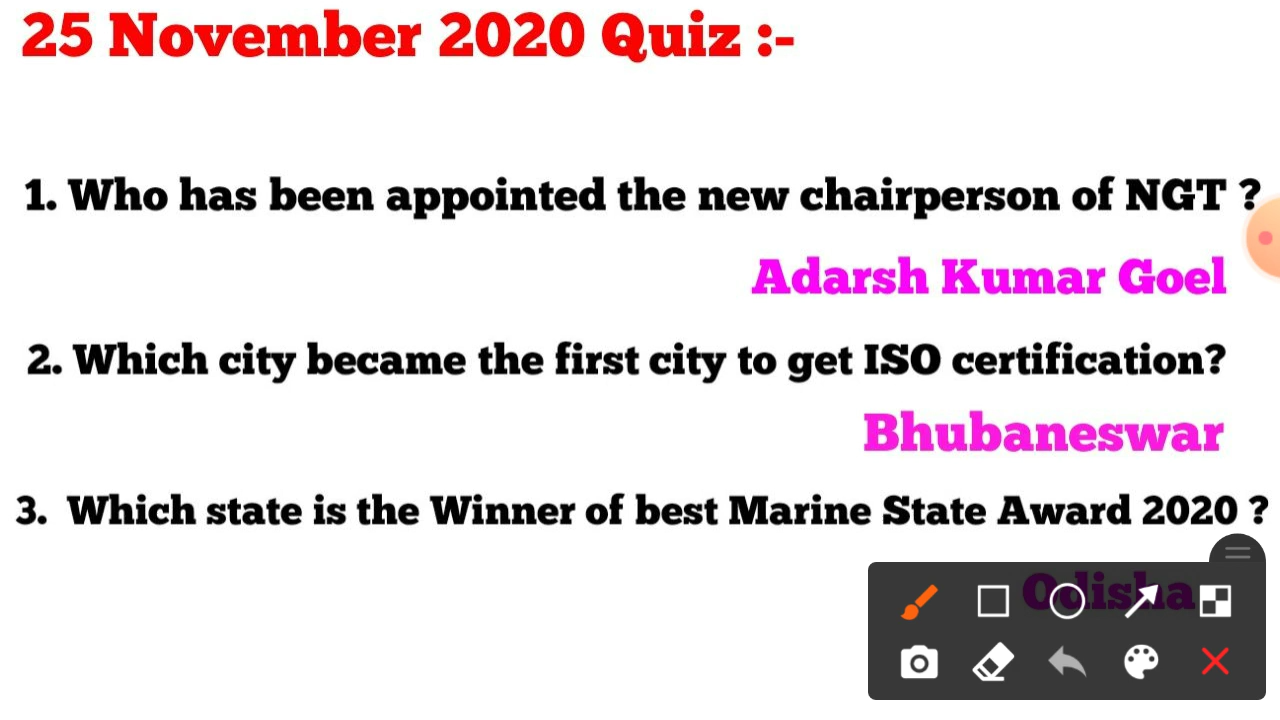 25 November 2020 Quiz :-
1. Who has been appointed the new chairperson of NGT ?
Adarsh Kumar Goel
2. Which city became the first city to get ISO certification?
Bhubaneswar
3. Which state is the Winner of best Marine State Award 2020 ?
Odisha